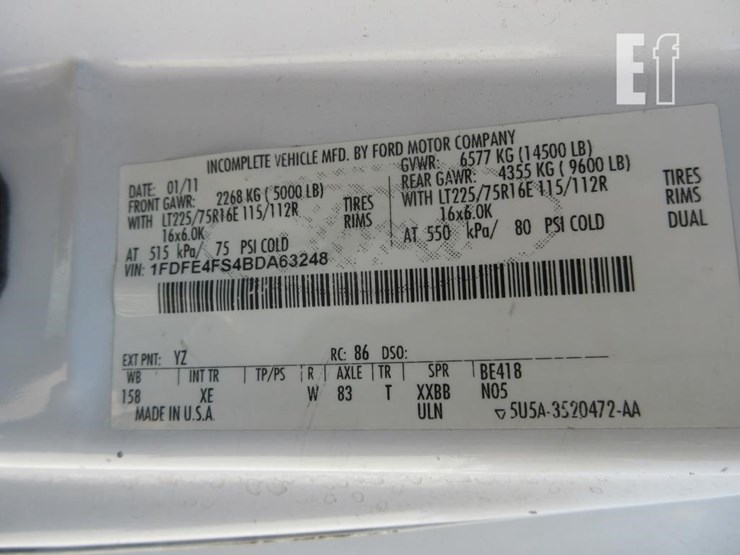 Ef
INCOMPLETE VEHICLE MFD. BY FORD MOTOR COMPANY
DATE: 01/11 GVWR: 6577 KG (14500 LB)
FRONT GAWR: 2268 KG (5000 LB) REAR GAWR: 4355 KG (9600 LB)
WITH LT225/75R16E 115/112R TIRES WITH LT225/75R16E 115/112R TIRES
16x6.0K RIMS 16x6.0K RIMS
AT 515 kPa/ 75 PSI COLD AT 550 kPa/ 80 PSI COLD DUAL
VIN: 1FDFE4FS4BDA63248
EXT PNT: YZ RC: 86 DSO:
WB INT TR TP/PS R AXLE TR SPR BE418
158 XE W 83 T XXBB N05
MADE IN U.S.A. ULN ▽5U5A-3520472-AA